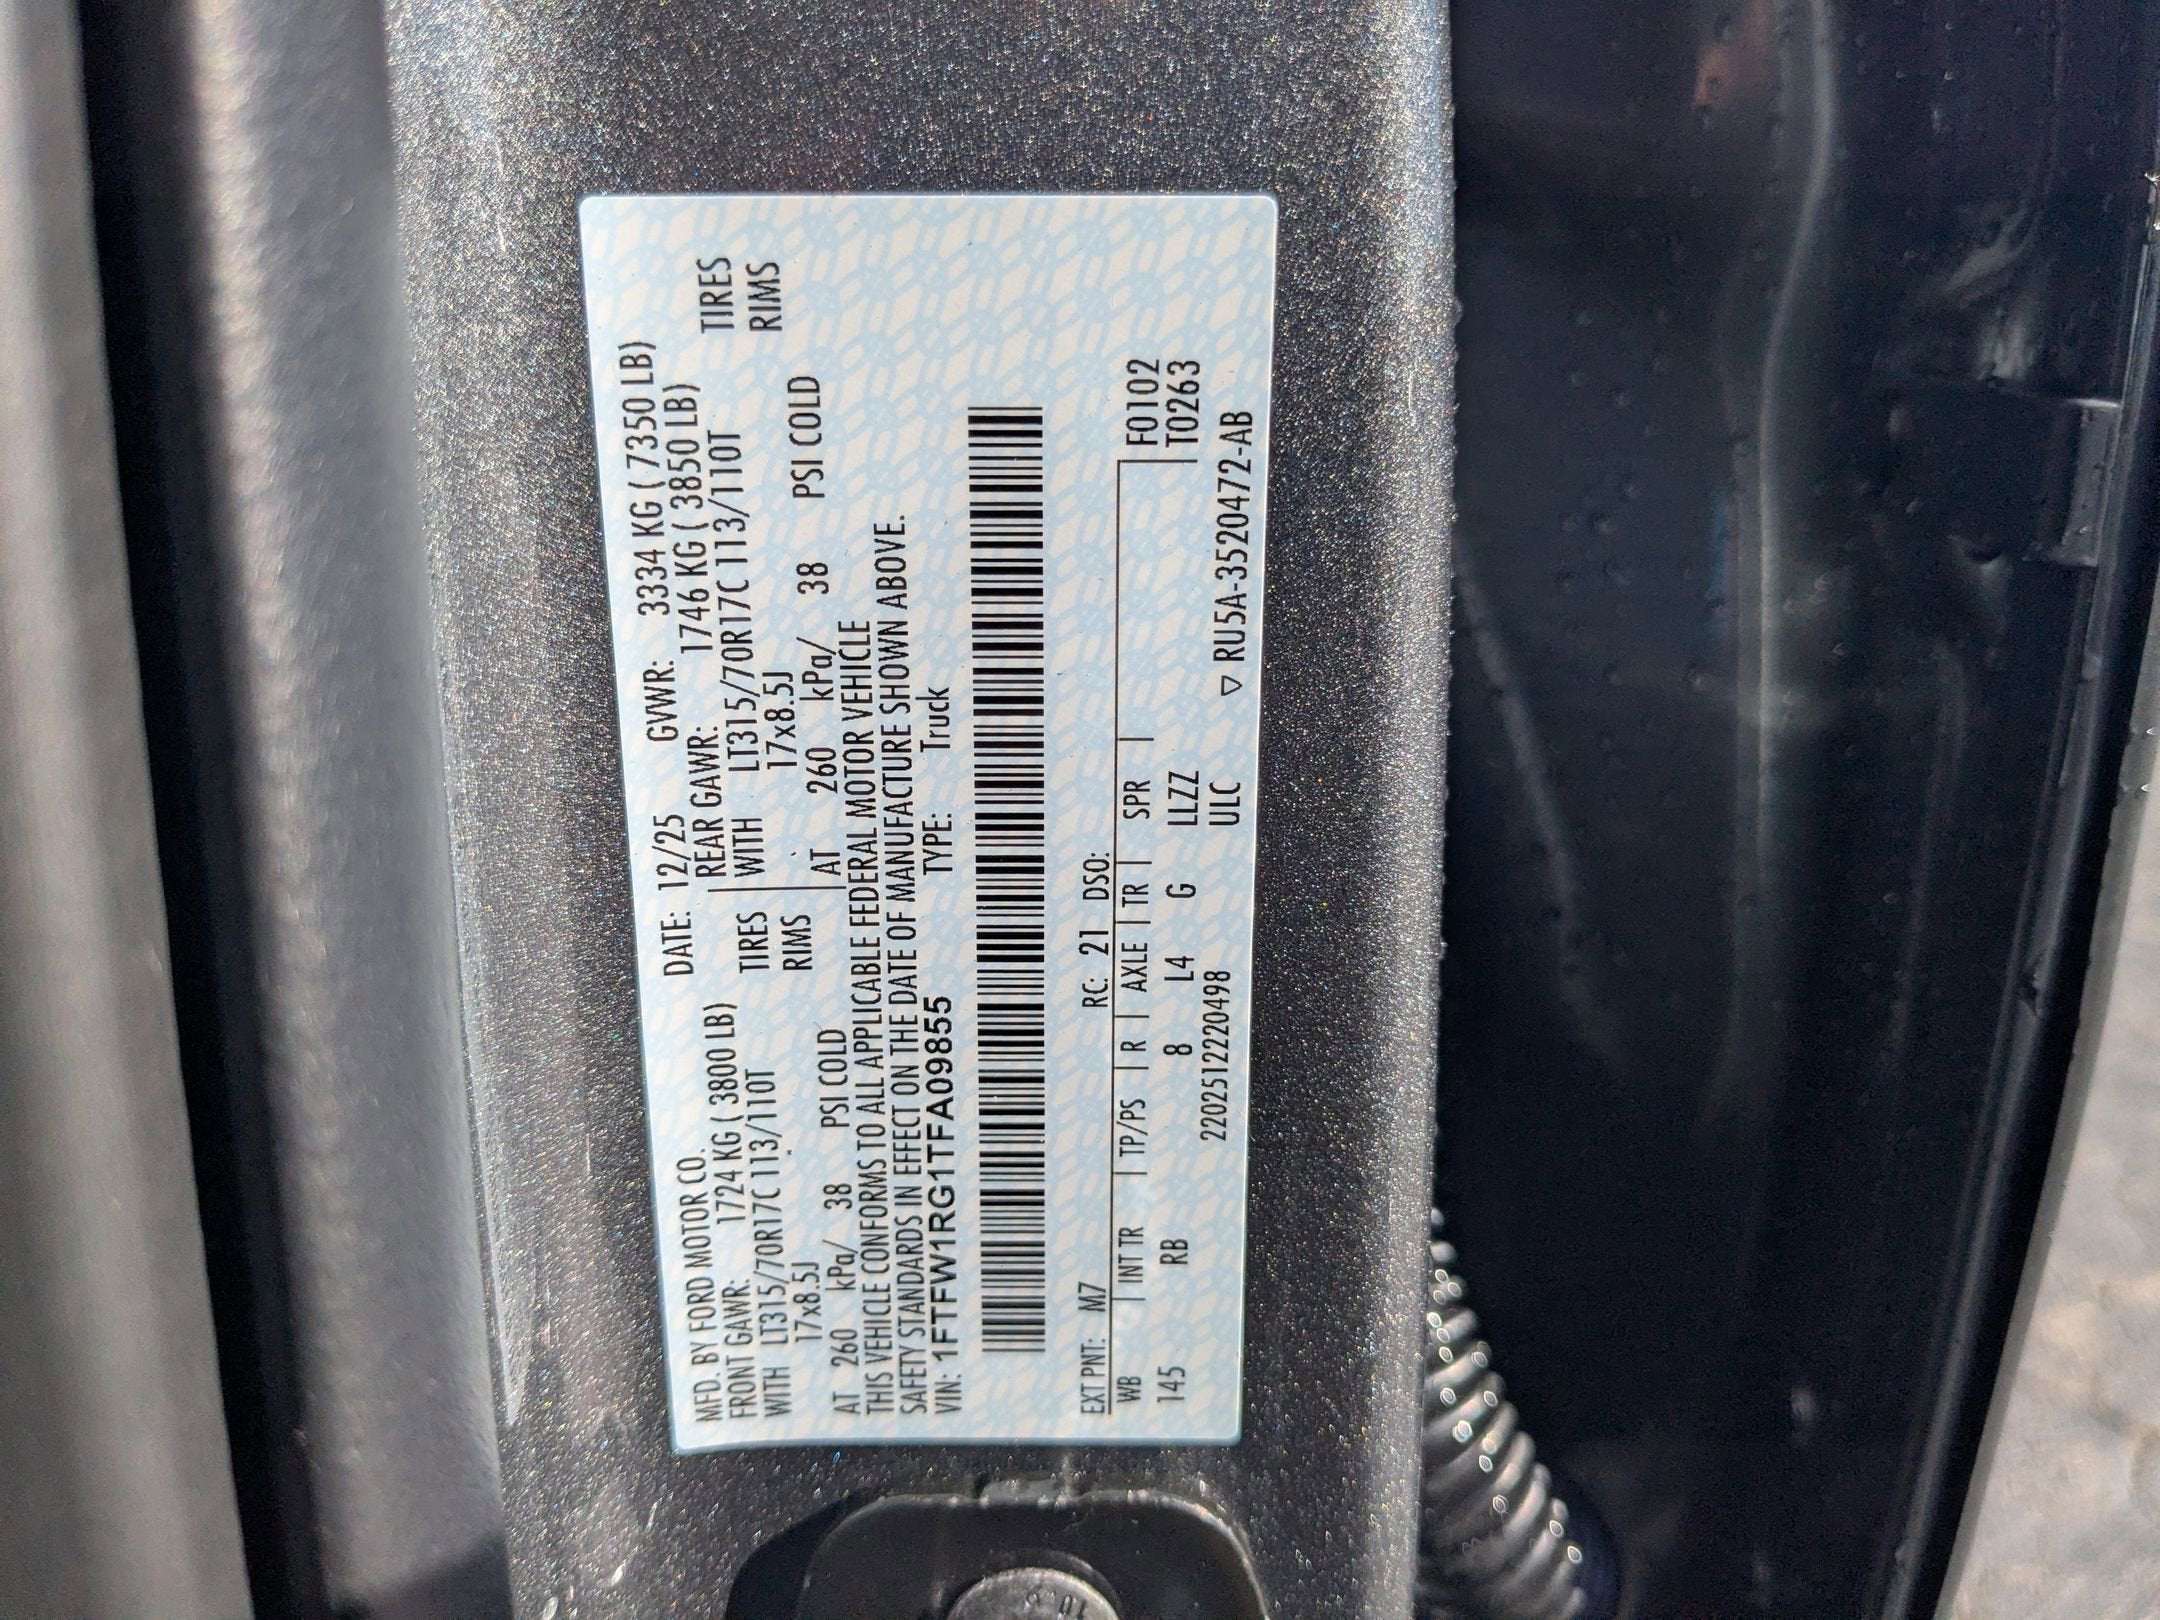 MFD. BY FORD MOTOR CO.
DATE: 12/25 GVWR: 3334 KG ( 7350 LB)
FRONT GAWR: 1724 KG ( 3800 LB)
REAR GAWR: 1746 KG ( 3850 LB)
WITH LT315/70R17C 113/110T TIRES
WITH LT315/70R17C 113/110T TIRES
17x8.5J RIMS
17x8.5J RIMS
AT 260 kPa/ 38 PSI COLD
AT 260 kPa/ 38 PSI COLD
THIS VEHICLE CONFORMS TO ALL APPLICABLE FEDERAL MOTOR VEHICLE
SAFETY STANDARDS IN EFFECT ON THE DATE OF MANUFACTURE SHOWN ABOVE.
VIN: 1FTFW1RG1TFA09855 TYPE: Truck
EXT PNT: M7 RC: 21 DSO:
WB | INT TR | TP/PS | R | AXLE | TR | SPR | F0102
145 RB 8 L4 G LLZZ T0263
2202512220498 ULC ▽ RU5A-3520472-AB